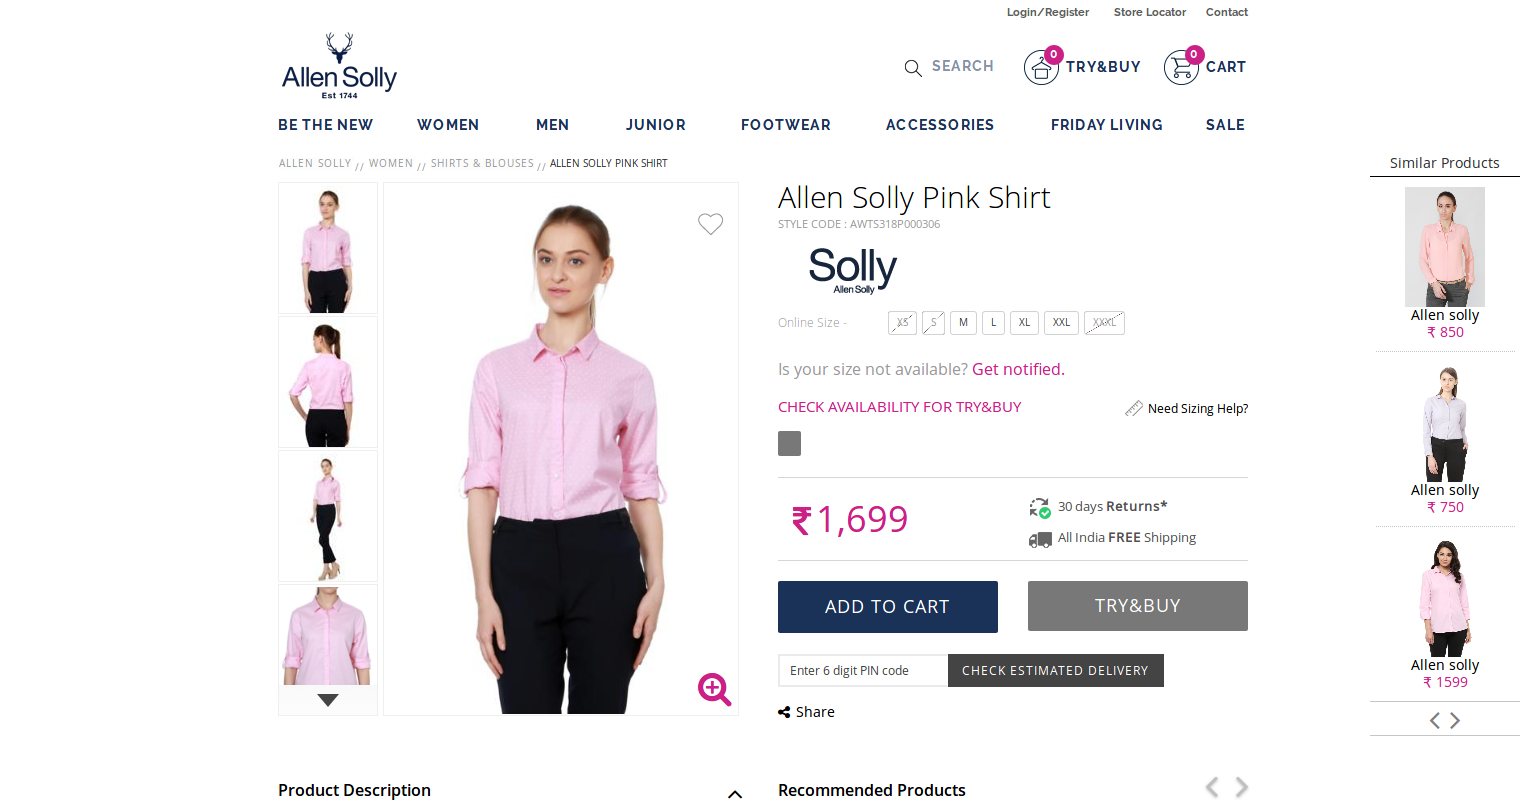 Login/Register Store Locator Contact
Allen Solly
Est 1744
SEARCH 0 TRY&BUY 0 CART
BE THE NEW WOMEN MEN JUNIOR FOOTWEAR ACCESSORIES FRIDAY LIVING SALE
ALLEN SOLLY // WOMEN // SHIRTS & BLOUSES // ALLEN SOLLY PINK SHIRT
Allen Solly Pink Shirt
STYLE CODE : AWTS318P000306
Solly
Allen Solly
Online Size - XS S M L XL XXL XXXL
Is your size not available? Get notified.
CHECK AVAILABILITY FOR TRY&BUY
Need Sizing Help?
₹1,699
30 days Returns*
All India FREE Shipping
ADD TO CART TRY&BUY
Enter 6 digit PIN code CHECK ESTIMATED DELIVERY
Share
Similar Products
Allen solly
₹ 850
Allen solly
₹ 750
Allen solly
₹ 1599
Product Description
Recommended Products